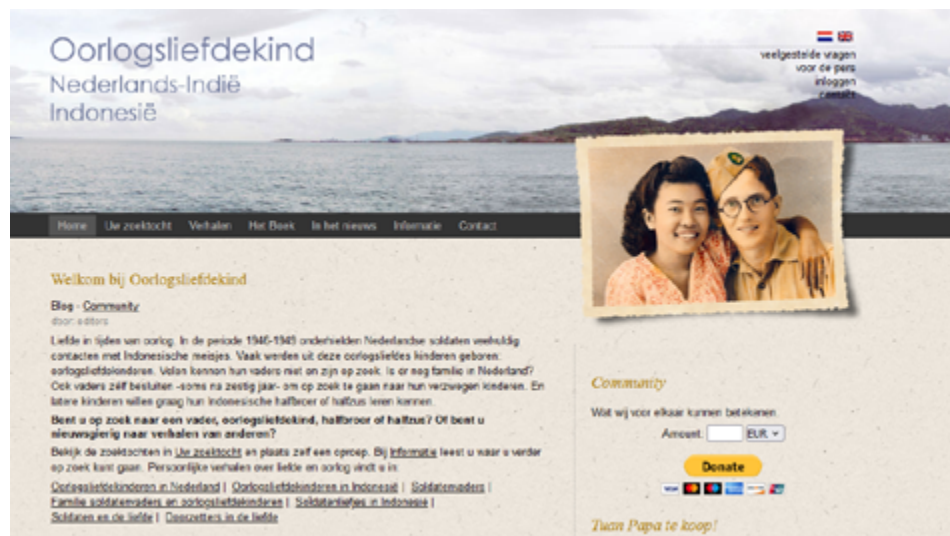 Oorlogsliefdekind
Nederlands-Indië
Indonesië
veelgestelde vragen
voor de pers
inloggen
Home Uw zoektocht Verhalen Het Boek In het nieuws Informatie Contact
Welkom bij Oorlogsliefdekind
Blog - Community
door: editors
Liefde in tijden van oorlog. In de periode 1946-1949 onderhielden Nederlandse soldaten veelvuldig
contacten met Indonesische meisjes. Vaak werden uit deze oorlogsliefdes kinderen geboren:
oorlogsliefdekinderen. Velen kennen hun vaders niet en zijn op zoek. Is er nog familie in Nederland?
Ook vaders zélf besluiten -soms na zestig jaar- om op zoek te gaan naar hun verzwegen kinderen. En
latere kinderen willen graag hun Indonesische halfbroer of halfzus leren kennen.
Bent u op zoek naar een vader, oorlogsliefdekind, halfbroer of halfzus? Of bent u
nieuwsgierig naar verhalen van anderen?
Bekijk de zoektochten in Uw zoektocht en plaats zelf een oproep. Bij Informatie leest u waar u verder
op zoek kunt gaan. Persoonlijke verhalen over liefde en oorlog vindt u in:
Oorlogsliefdekinderen in Nederland | Oorlogsliefdekinderen in Indonesië | Soldatenvaders |
Familie soldatenvaders en oorlogsliefdekinderen | Soldatenliefjes in Indonesië |
Soldaten en de liefde | Doorzetters in de liefde
Community
Wat wij voor elkaar kunnen betekenen
Amount: EUR
Donate
Tuan Papa te koop!